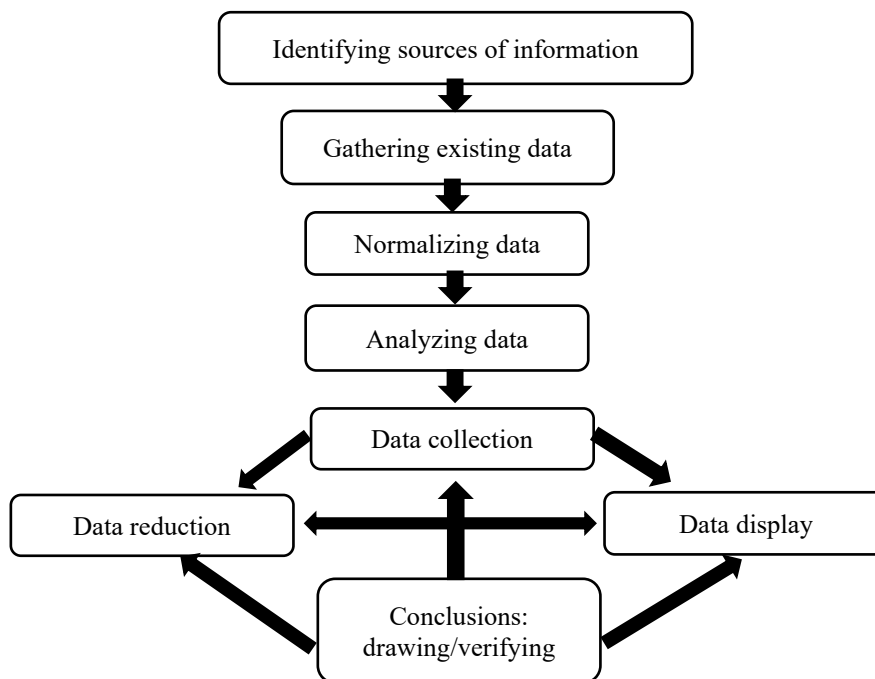 Identifying sources of information
Gathering existing data
Normalizing data
Analyzing data
Data collection
Data reduction
Data display
Conclusions:
drawing/verifying